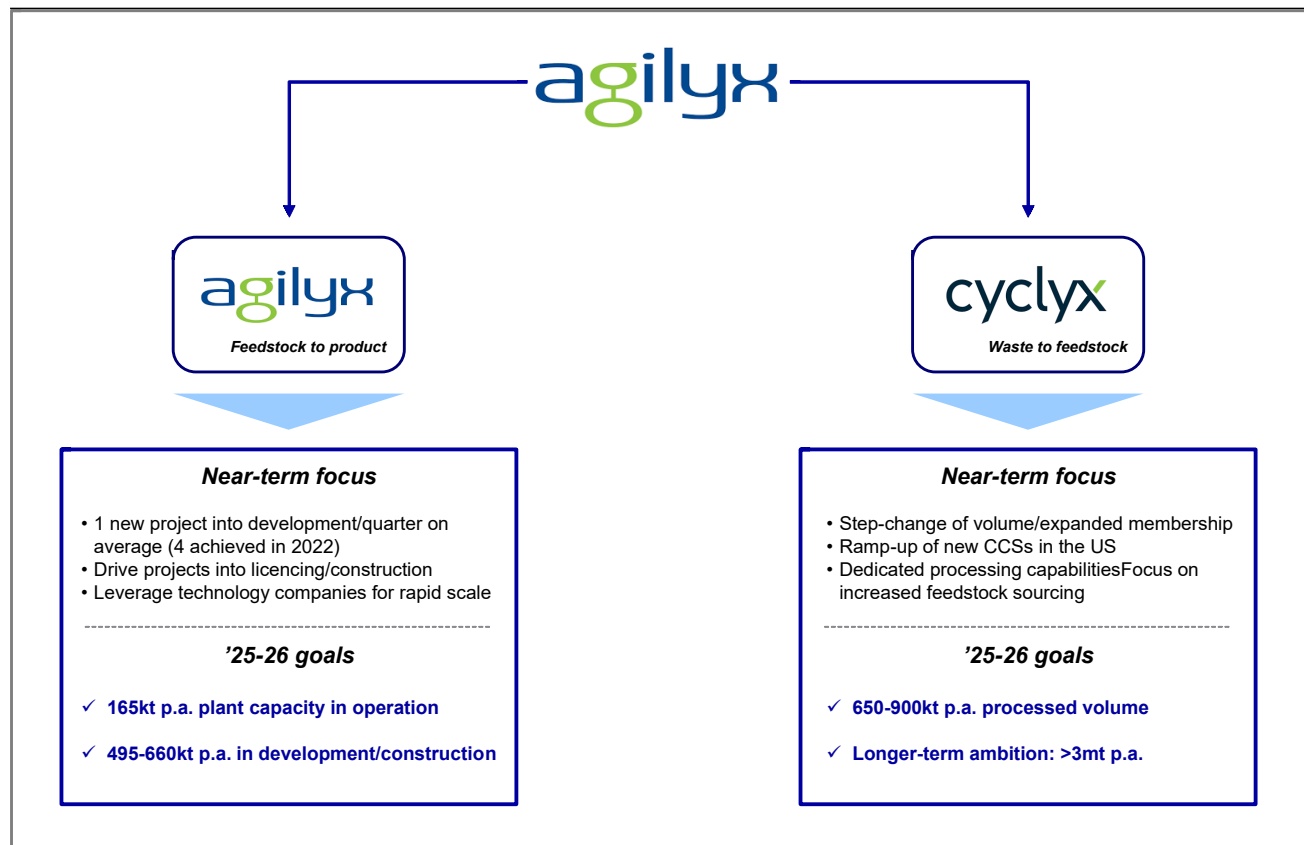 agilyx
agilyx
Feedstock to product
cyclyx
Waste to feedstock
Near-term focus
• 1 new project into development/quarter on
average (4 achieved in 2022)
• Drive projects into licencing/construction
• Leverage technology companies for rapid scale
’25-26 goals
✓ 165kt p.a. plant capacity in operation
✓ 495-660kt p.a. in development/construction
Near-term focus
• Step-change of volume/expanded membership
• Ramp-up of new CCSs in the US
• Dedicated processing capabilitiesFocus on
increased feedstock sourcing
’25-26 goals
✓ 650-900kt p.a. processed volume
✓ Longer-term ambition: >3mt p.a.